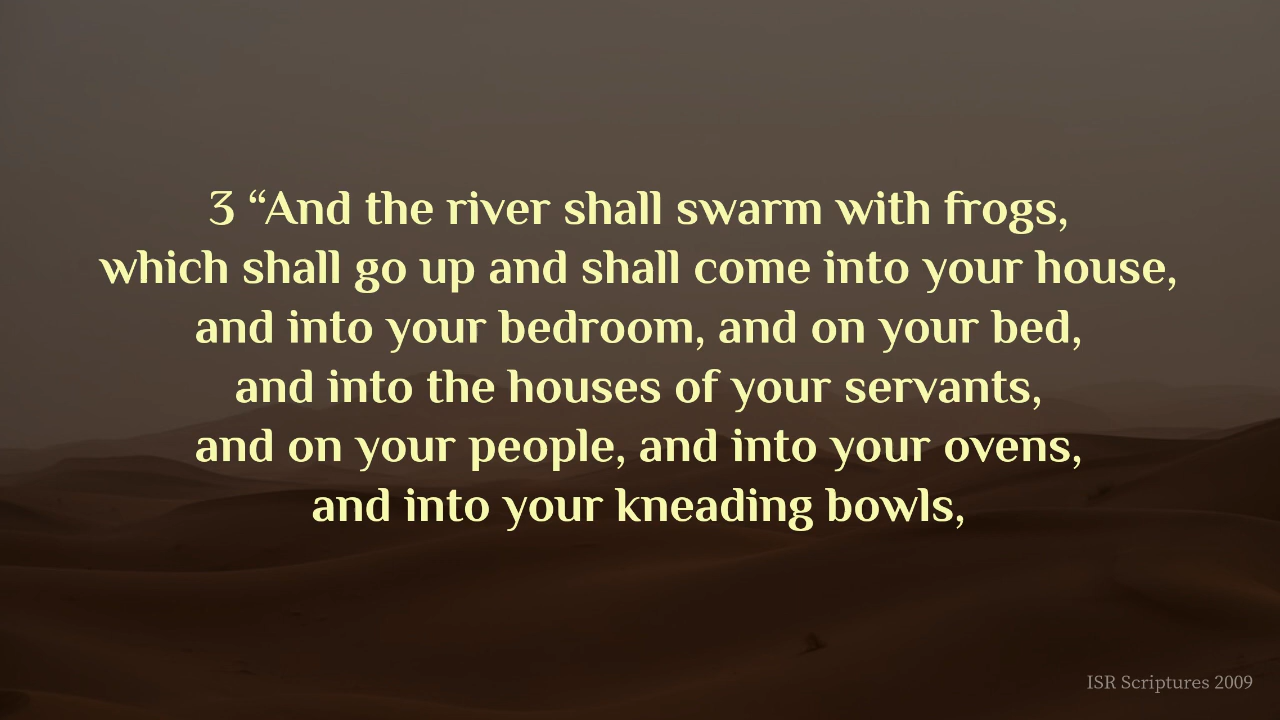 3 “And the river shall swarm with frogs,
which shall go up and shall come into your house,
and into your bedroom, and on your bed,
and into the houses of your servants,
and on your people, and into your ovens,
and into your kneading bowls,
ISR Scriptures 2009